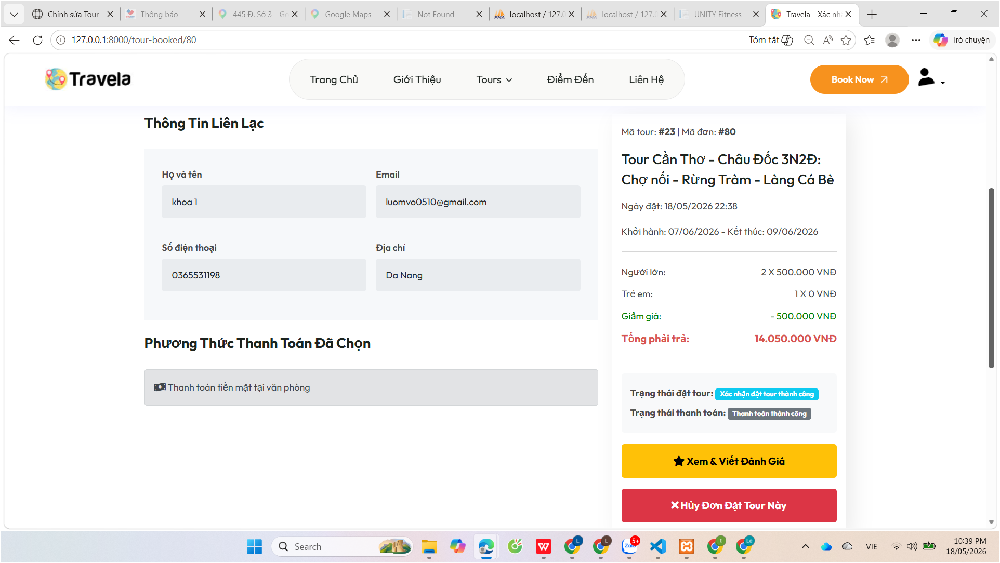 Chỉnh sửa Tour -
Thông báo
445 Đ. Số 3 - Go
Google Maps
Not Found
localhost / 127.0
localhost / 127.0
UNITY Fitness
Travela - Xác nhậ
127.0.0.1:8000/tour-booked/80
Tóm tắt
Trò chuyện
Travela
Trang Chủ
Giới Thiệu
Tours
Điểm Đến
Liên Hệ
Book Now
Thông Tin Liên Lạc
Họ và tên
Email
khoa 1
luomvo0510@gmail.com
Số điện thoại
Địa chỉ
0365531198
Da Nang
Phương Thức Thanh Toán Đã Chọn
Thanh toán tiền mặt tại văn phòng
Mã tour: #23 | Mã đơn: #80
Tour Cần Thơ - Châu Đốc 3N2Đ:
Chợ nổi - Rừng Tràm - Làng Cá Bè
Ngày đặt: 18/05/2026 22:38
Khởi hành: 07/06/2026 - Kết thúc: 09/06/2026
Người lớn: 2 X 500.000 VNĐ
Trẻ em: 1 X 0 VNĐ
Giảm giá: - 500.000 VNĐ
Tổng phải trả: 14.050.000 VNĐ
Trạng thái đặt tour: Xác nhận đặt tour thành công
Trạng thái thanh toán: Thanh toán thành công
Xem & Viết Đánh Giá
Hủy Đơn Đặt Tour Này
Search
L
L
Zalo
5+
t
Le
VIE
10:39 PM
18/05/2026